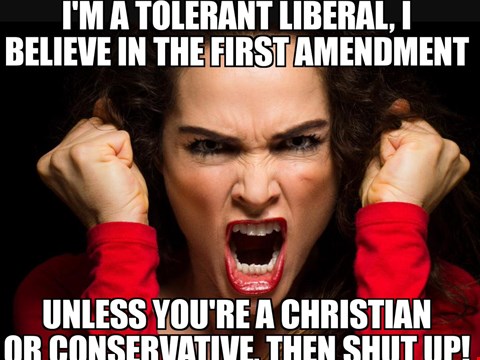 I'M A TOLERANT LIBERAL, I
BELIEVE IN THE FIRST AMENDMENT
UNLESS YOU'RE A CHRISTIAN
OR CONSERVATIVE, THEN SHUT UP!